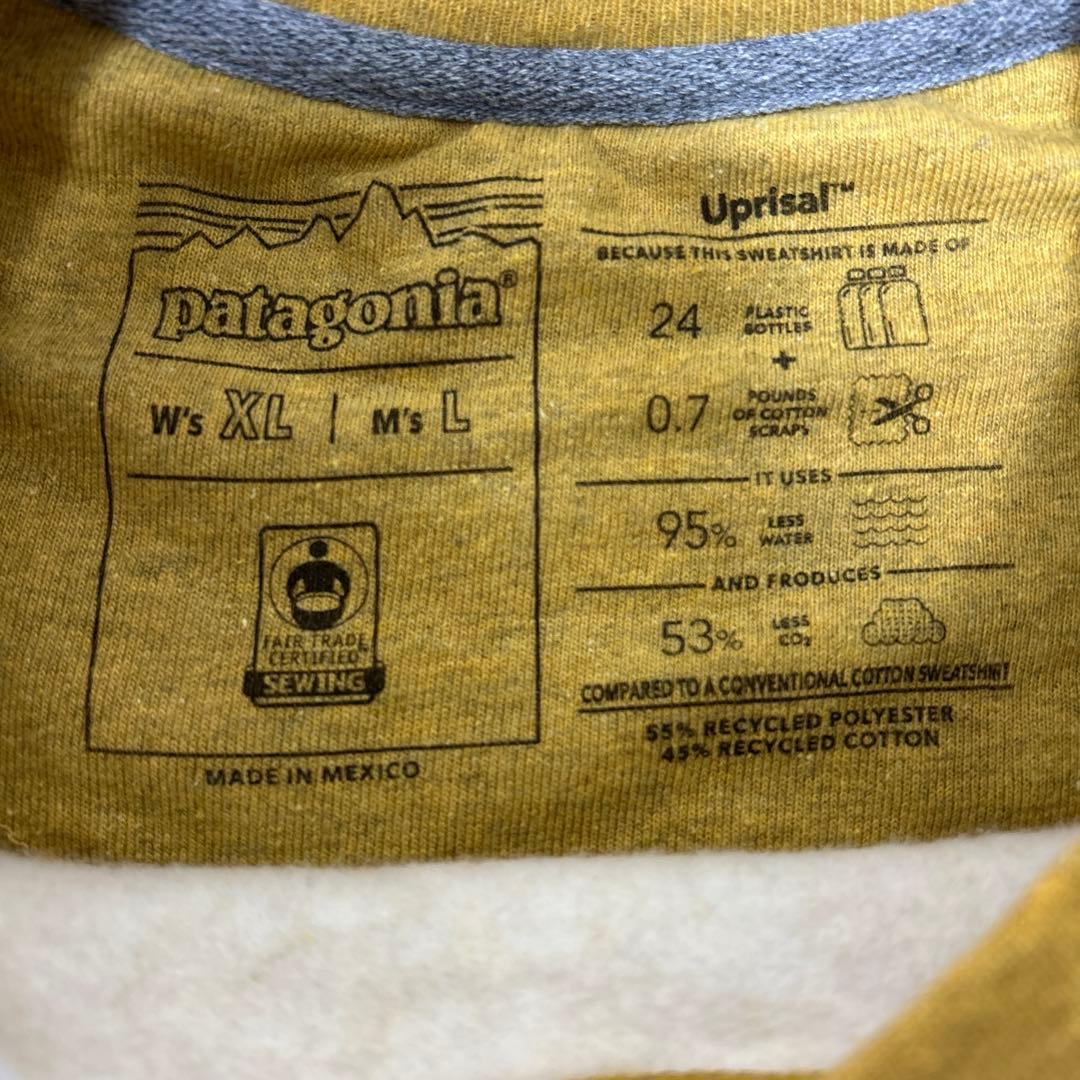 patagonia®
W's XL | M's L
FAIR TRADE
CERTIFIED
SEWING
MADE IN MEXICO
Uprisal™
BECAUSE THIS SWEATSHIRT IS MADE OF
24 PLASTIC
BOTTLES
+
0.7 POUNDS
OF COTTON
SCRAPS
IT USES
95% LESS
WATER
AND PRODUCES
53% LESS
CO₂
COMPARED TO A CONVENTIONAL COTTON SWEATSHIRT
55% RECYCLED POLYESTER
45% RECYCLED COTTON